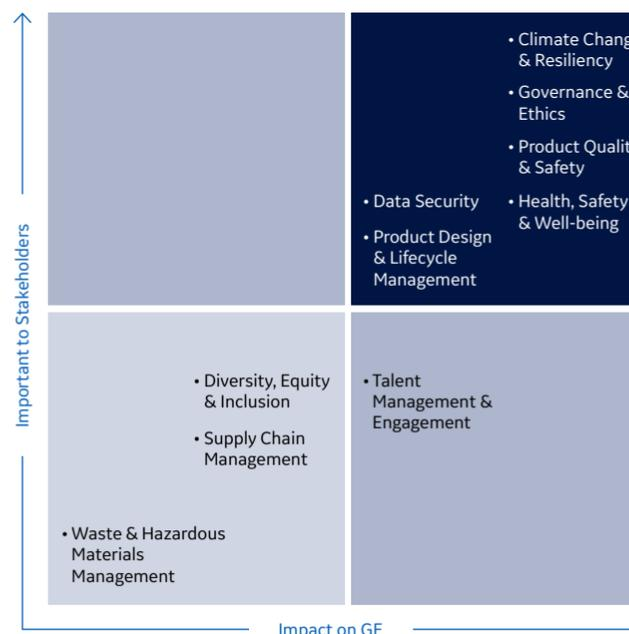 • Climate Chang
& Resiliency
• Governance &
Ethics
• Product Qualit
& Safety
• Health, Safety
& Well-being
• Data Security
• Product Design
& Lifecycle
Management
Important to Stakeholders
• Diversity, Equity
& Inclusion
• Supply Chain
Management
• Waste & Hazardous
Materials
Management
• Talent
Management &
Engagement
Impact on GE